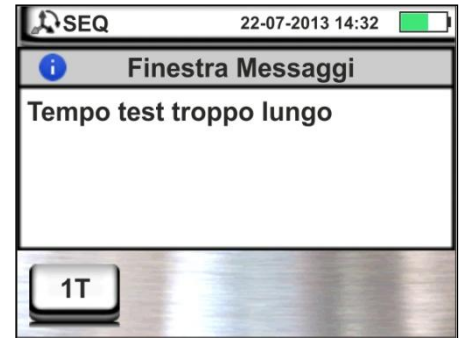 SEQ 22-07-2013 14:32
Finestra Messaggi
Tempo test troppo lungo
1T